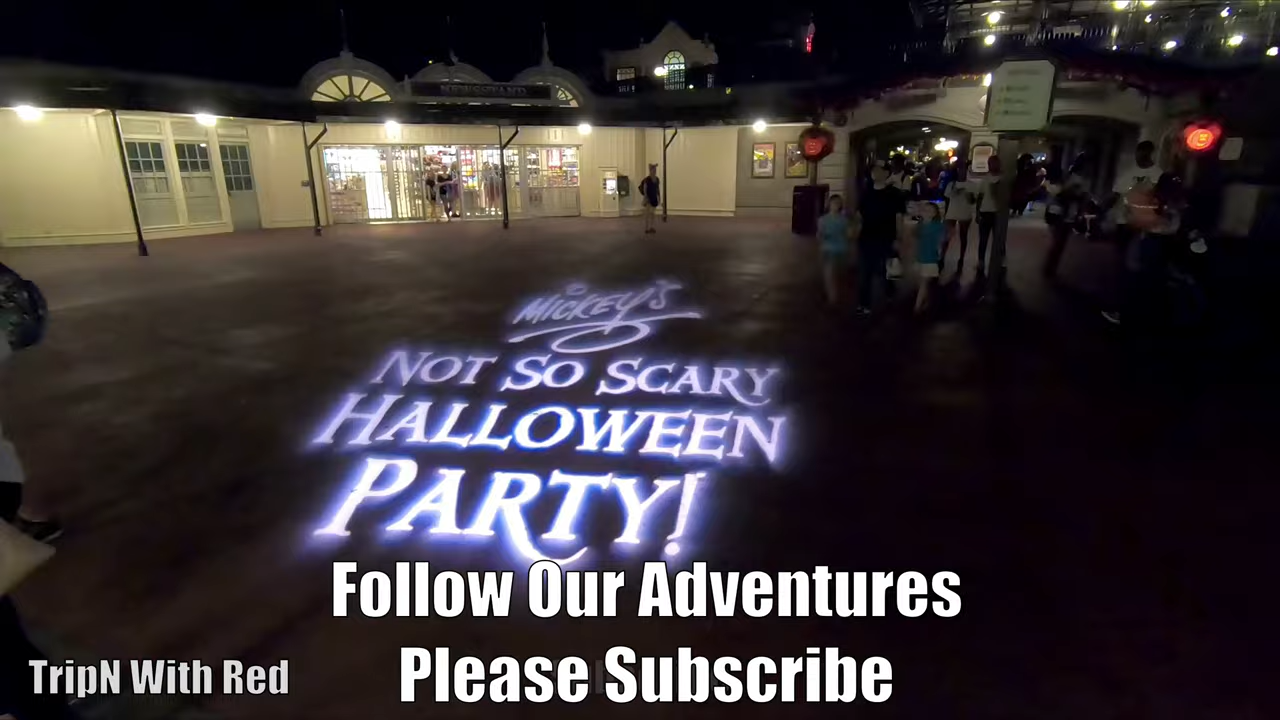 NEWSSTAND
MICKEY'S
NOT SO SCARY
HALLOWEEN
PARTY!
Follow Our Adventures
Please Subscribe
TripN With Red